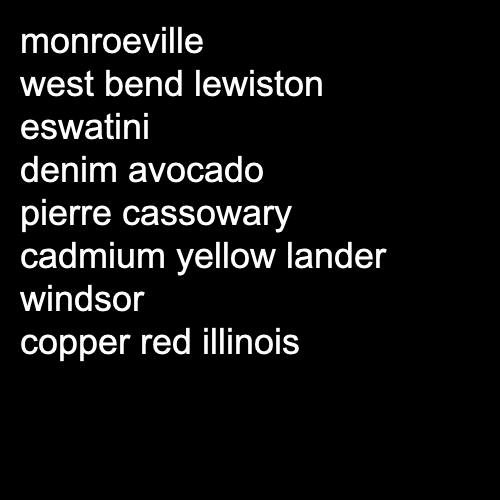 monroeville
west bend lewiston
eswatini
denim avocado
pierre cassowary
cadmium yellow lander
windsor
copper red illinois